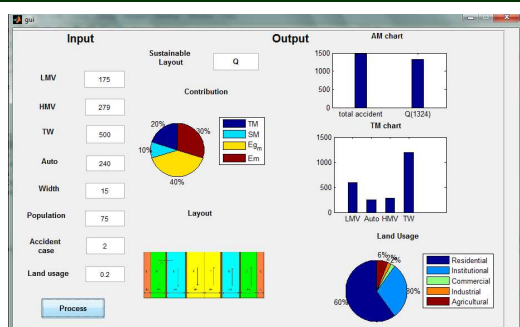 gui
Input
LMV 175
HMV 279
TW 500
Auto 240
Width 15
Population 75
Accident case 2
Land usage 0.2
Process
Output
Sustainable Layout Q
Contribution
20%
30%
10%
40%
TM
SM
Eg_m
Em
Layout
AM chart
1500
1000
500
0
total accident Q(1324)
TM chart
1500
1000
500
0
LMV Auto HMV TW
Land Usage
6%
2%
30%
60%
Residential
Institutional
Commercial
Industrial
Agricultural